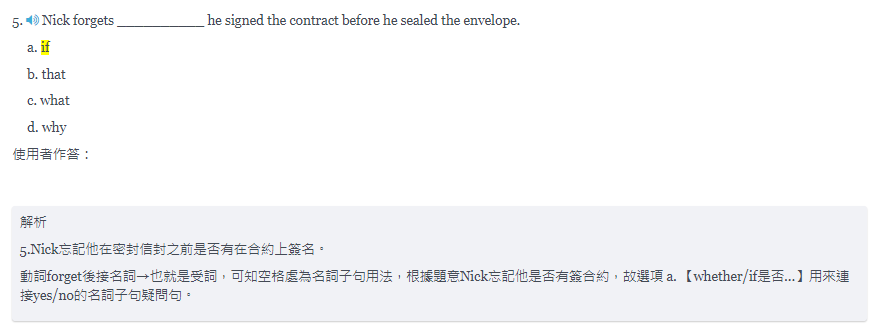 5. Nick forgets ___________ he signed the contract before he sealed the envelope.
a. if
b. that
c. what
d. why
使用者作答：
解析
5.Nick忘記他在密封信封之前是否有在合約上簽名。
動詞forget後接名詞→也就是受詞，可知空格處為名詞子句用法，根據題意Nick忘記他是否有簽合約，故選項 a. 【whether/if是否...】用來連
接yes/no的名詞子句疑問句。